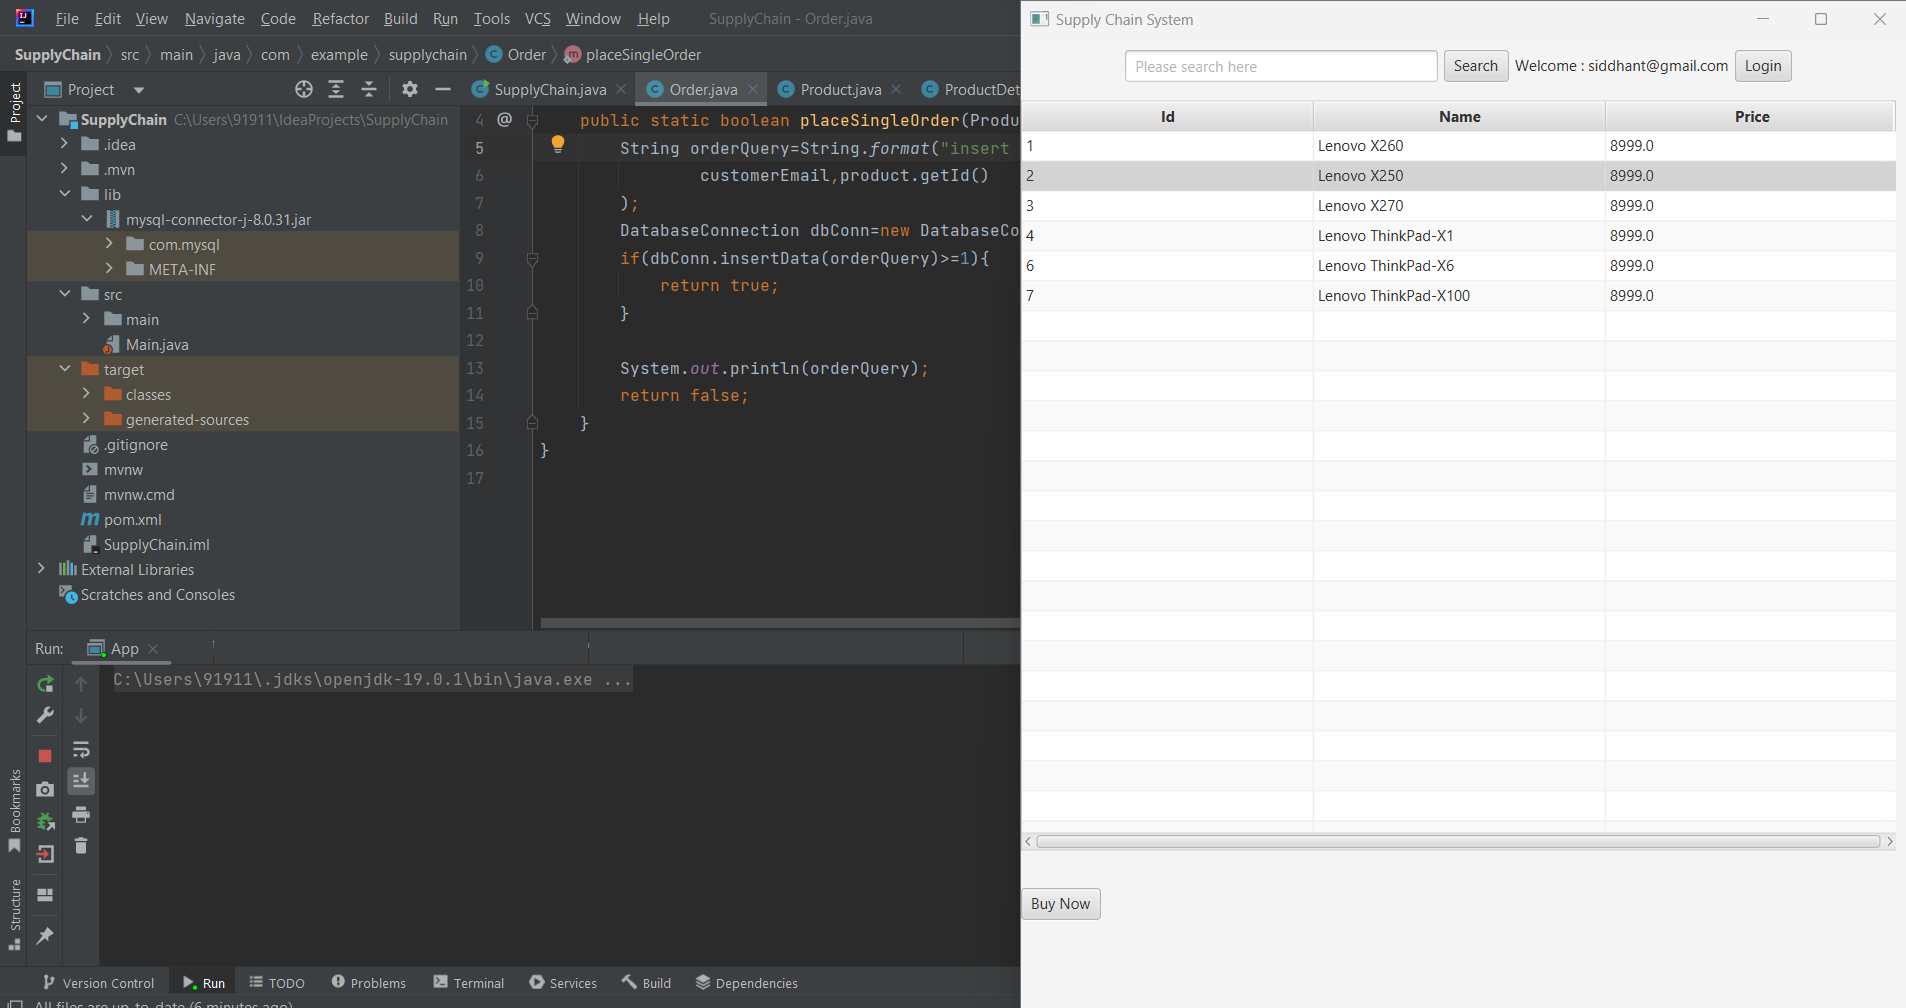 File Edit View Navigate Code Refactor Build Run Tools VCS Window Help SupplyChain - Order.java
SupplyChain src main java com example supplychain Order placeSingleOrder
Project SupplyChain.java Order.java Product.java ProductDet
Project
SupplyChain C:\Users\91911\IdeaProjects\SupplyChain
.idea
.mvn
lib
mysql-connector-j-8.0.31.jar
com.mysql
META-INF
src
main
Main.java
target
classes
generated-sources
.gitignore
mvnw
mvnw.cmd
pom.xml
SupplyChain.iml
External Libraries
Scratches and Consoles
4 @ public static boolean placeSingleOrder(Produ
5 String orderQuery=String.format("insert
6 customerEmail,product.getId()
7 );
8 DatabaseConnection dbConn=new DatabaseCo
9 if(dbConn.insertData(orderQuery)>=1){
10 return true;
11 }
12
13 System.out.println(orderQuery);
14 return false;
15 }
16 }
17
Run: App
C:\Users\91911\.jdks\openjdk-19.0.1\bin\java.exe ...
Bookmarks
Structure
Version Control Run TODO Problems Terminal Services Build Dependencies
All files are up-to-date (6 minutes ago)
Supply Chain System
Please search here Search Welcome : siddhant@gmail.com Login
Id Name Price
1 Lenovo X260 8999.0
2 Lenovo X250 8999.0
3 Lenovo X270 8999.0
4 Lenovo ThinkPad-X1 8999.0
6 Lenovo ThinkPad-X6 8999.0
7 Lenovo ThinkPad-X100 8999.0
Buy Now